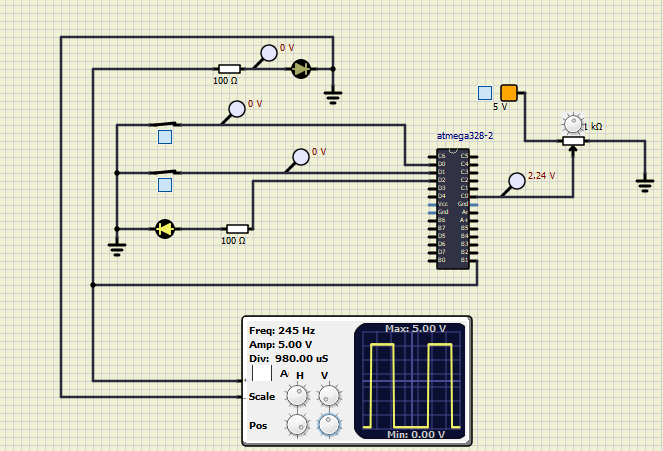 0 V
100 Ω
0 V
5 V
1 kΩ
atmega328-2
0 V
2.24 V
C6 C5
D0 C4
D1 C3
D2 C2
D3 C1
D4 C0
Vcc Gnd
Gnd Ar
B6 A+
B7 B5
D5 B4
D6 B3
D7 B2
B0 B1
100 Ω
Freq: 245 Hz
Amp: 5.00 V
Div: 980.00 uS
A
H V
Scale
Pos
Max: 5.00 V
Min: 0.00 V